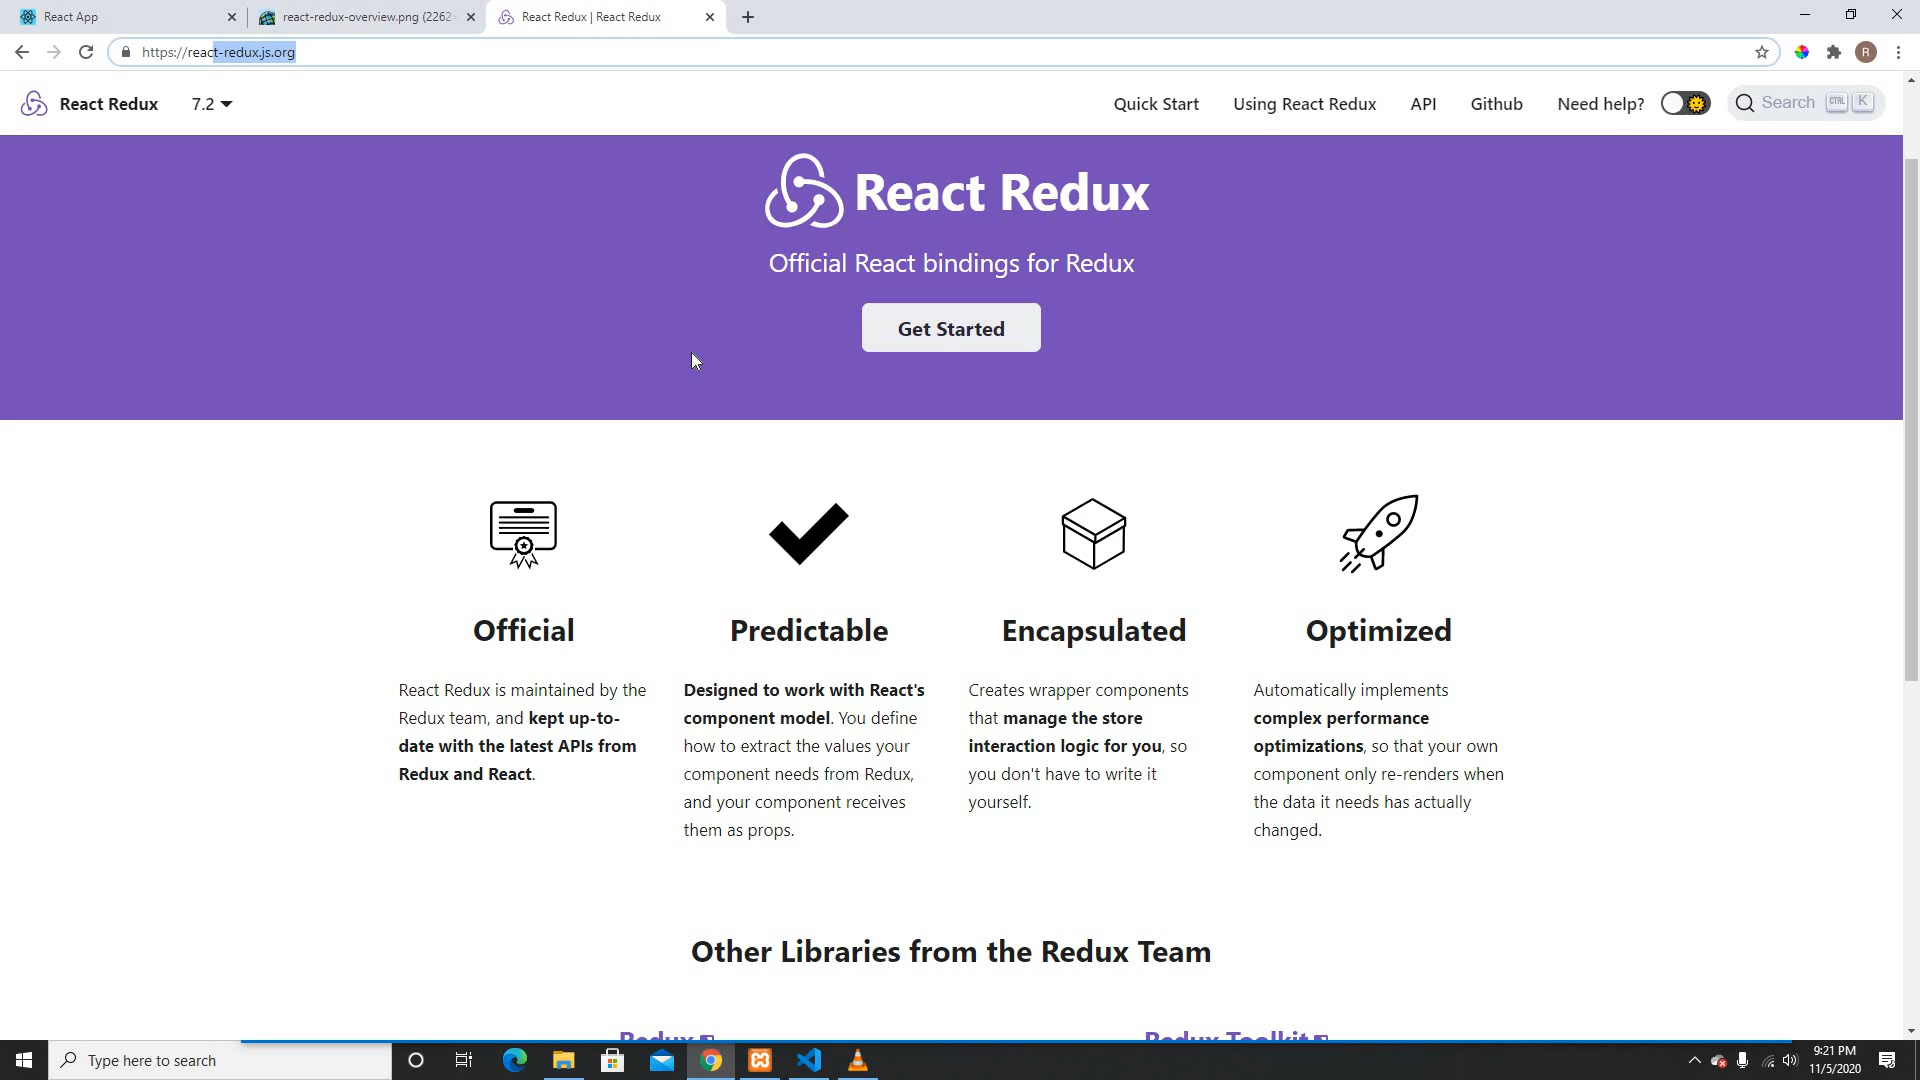 React App
react-redux-overview.png (2262
React Redux | React Redux
https://react-redux.js.org
R
React Redux
7.2
Quick Start
Using React Redux
API
Github
Need help?
Search
CTRL
K
React Redux
Official React bindings for Redux
Get Started
Official
React Redux is maintained by the
Redux team, and kept up-to-
date with the latest APIs from
Redux and React.
Predictable
Designed to work with React's
component model. You define
how to extract the values your
component needs from Redux,
and your component receives
them as props.
Encapsulated
Creates wrapper components
that manage the store
interaction logic for you, so
you don't have to write it
yourself.
Optimized
Automatically implements
complex performance
optimizations, so that your own
component only re-renders when
the data it needs has actually
changed.
Other Libraries from the Redux Team
Redux
Redux Toolkit
Type here to search
9:21 PM
11/5/2020